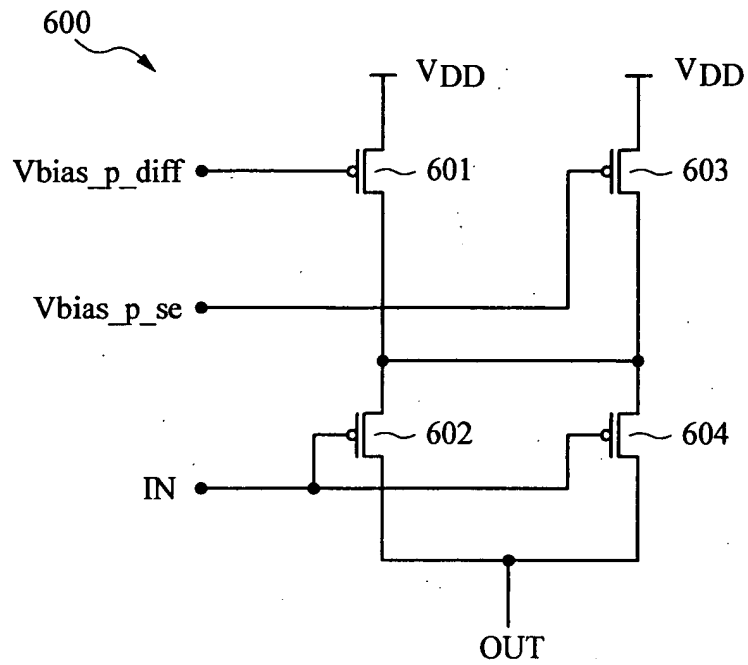 600
VDD
VDD
Vbias_p_diff
601
603
Vbias_p_se
602
604
IN
OUT